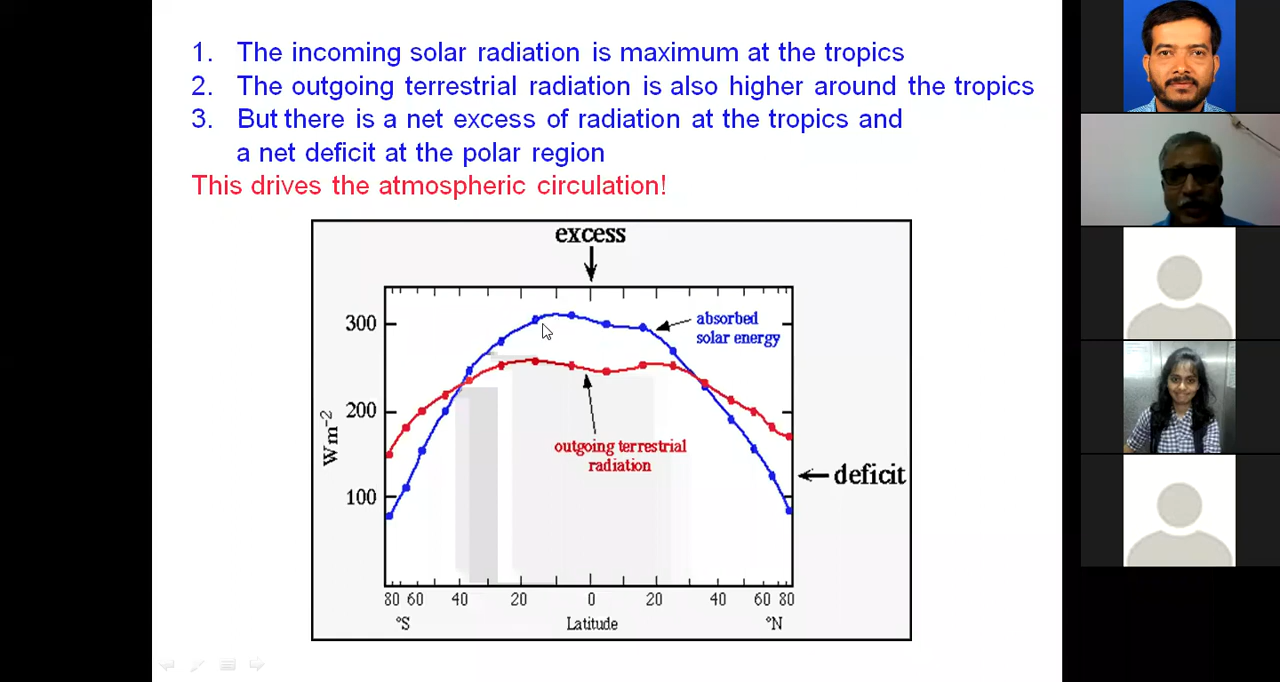 1. The incoming solar radiation is maximum at the tropics
2. The outgoing terrestrial radiation is also higher around the tropics
3. But there is a net excess of radiation at the tropics and
a net deficit at the polar region
This drives the atmospheric circulation!
excess
absorbed
solar energy
300
200
100
Wm-2
outgoing terrestrial
radiation
deficit
80 60 40 20 0 20 40 60 80
°S Latitude °N